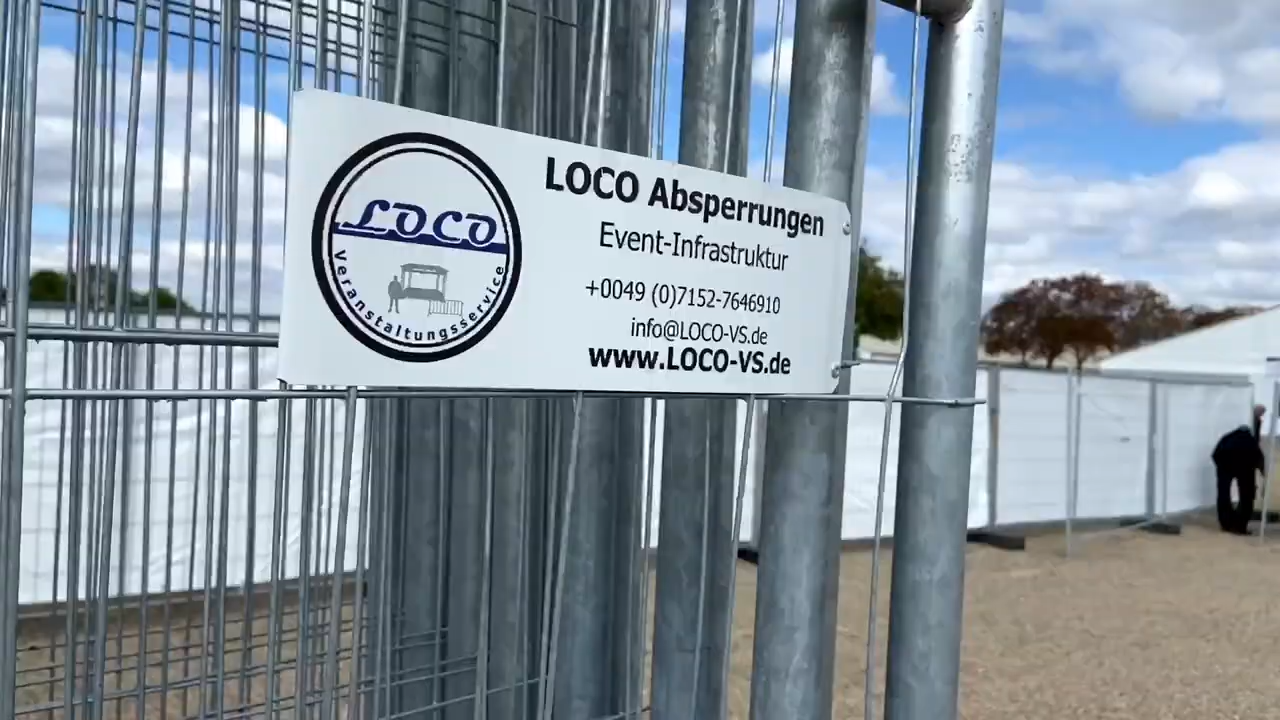 LOCO
Veranstaltungsservice
LOCO Absperrungen
Event-Infrastruktur
+0049 (0)7152-7646910
info@LOCO-VS.de
www.LOCO-VS.de